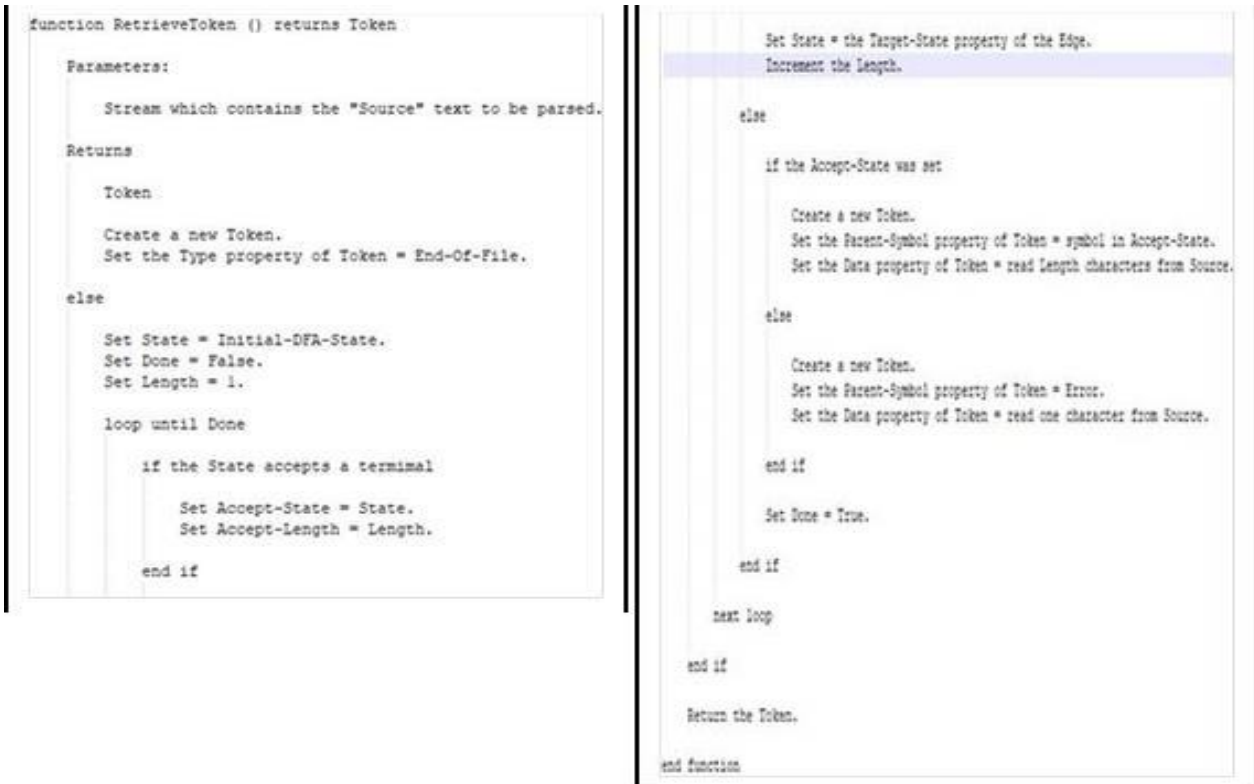 function RetrieveToken () returns Token
Parameters:
Stream which contains the "Source" text to be parsed.
Returns
Token
Create a new Token.
Set the Type property of Token = End-Of-File.
else
Set State = Initial-DFA-State.
Set Done = False.
Set Length = 1.
loop until Done
if the State accepts a termimal
Set Accept-State = State.
Set Accept-Length = Length.
end if
Set State = the Target-State property of the Edge.
Increment the Length.
else
if the Accept-State was set
Create a new Token.
Set the Parent-Symbol property of Token = symbol in Accept-State.
Set the Data property of Token = read Length characters from Source.
else
Create a new Token.
Set the Parent-Symbol property of Token = Error.
Set the Data property of Token = read one character from Source.
end if
Set Done = True.
end if
next loop
end if
Return the Token.
end function